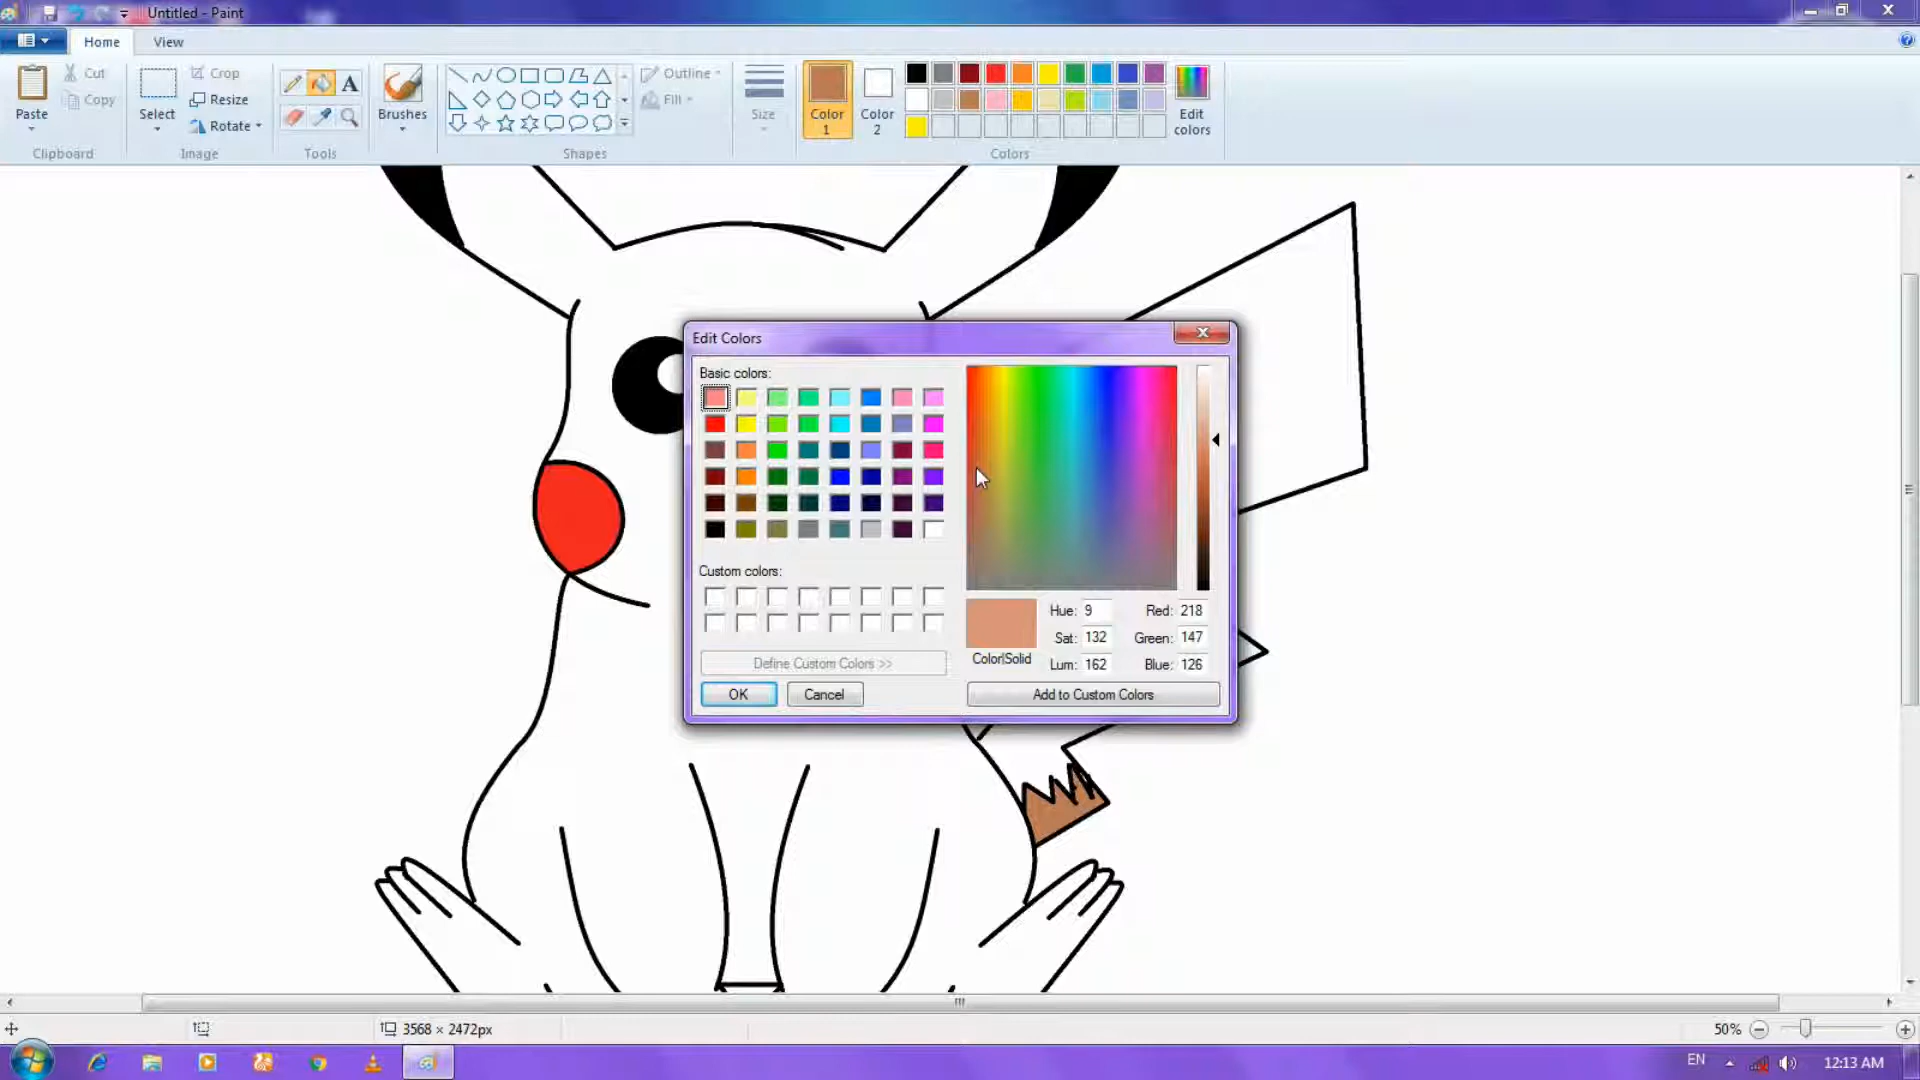 Untitled - Paint
Home
View
Paste
Cut
Copy
Clipboard
Select
Crop
Resize
Rotate
Image
Tools
Brushes
Outline
Fill
Shapes
Size
Color
1
Color
2
Edit
colors
Colors
Edit Colors
Basic colors:
Custom colors:
Define Custom Colors >>
OK
Cancel
Color|Solid
Hue: 9
Sat: 132
Lum: 162
Red: 218
Green: 147
Blue: 126
Add to Custom Colors
3568 × 2472px
50%
EN
12:13 AM